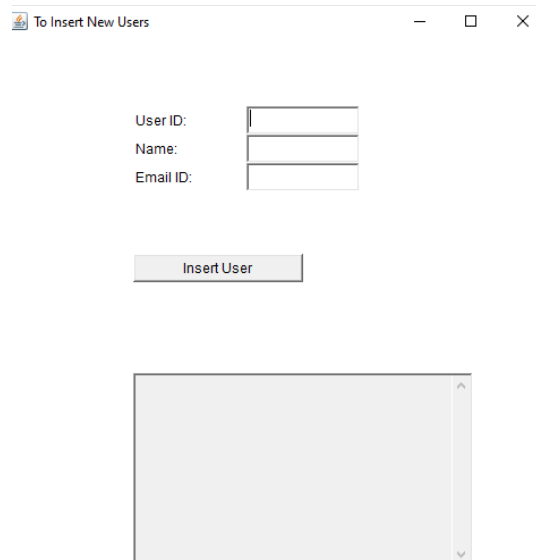 To Insert New Users
User ID:
Name:
Email ID:
Insert User